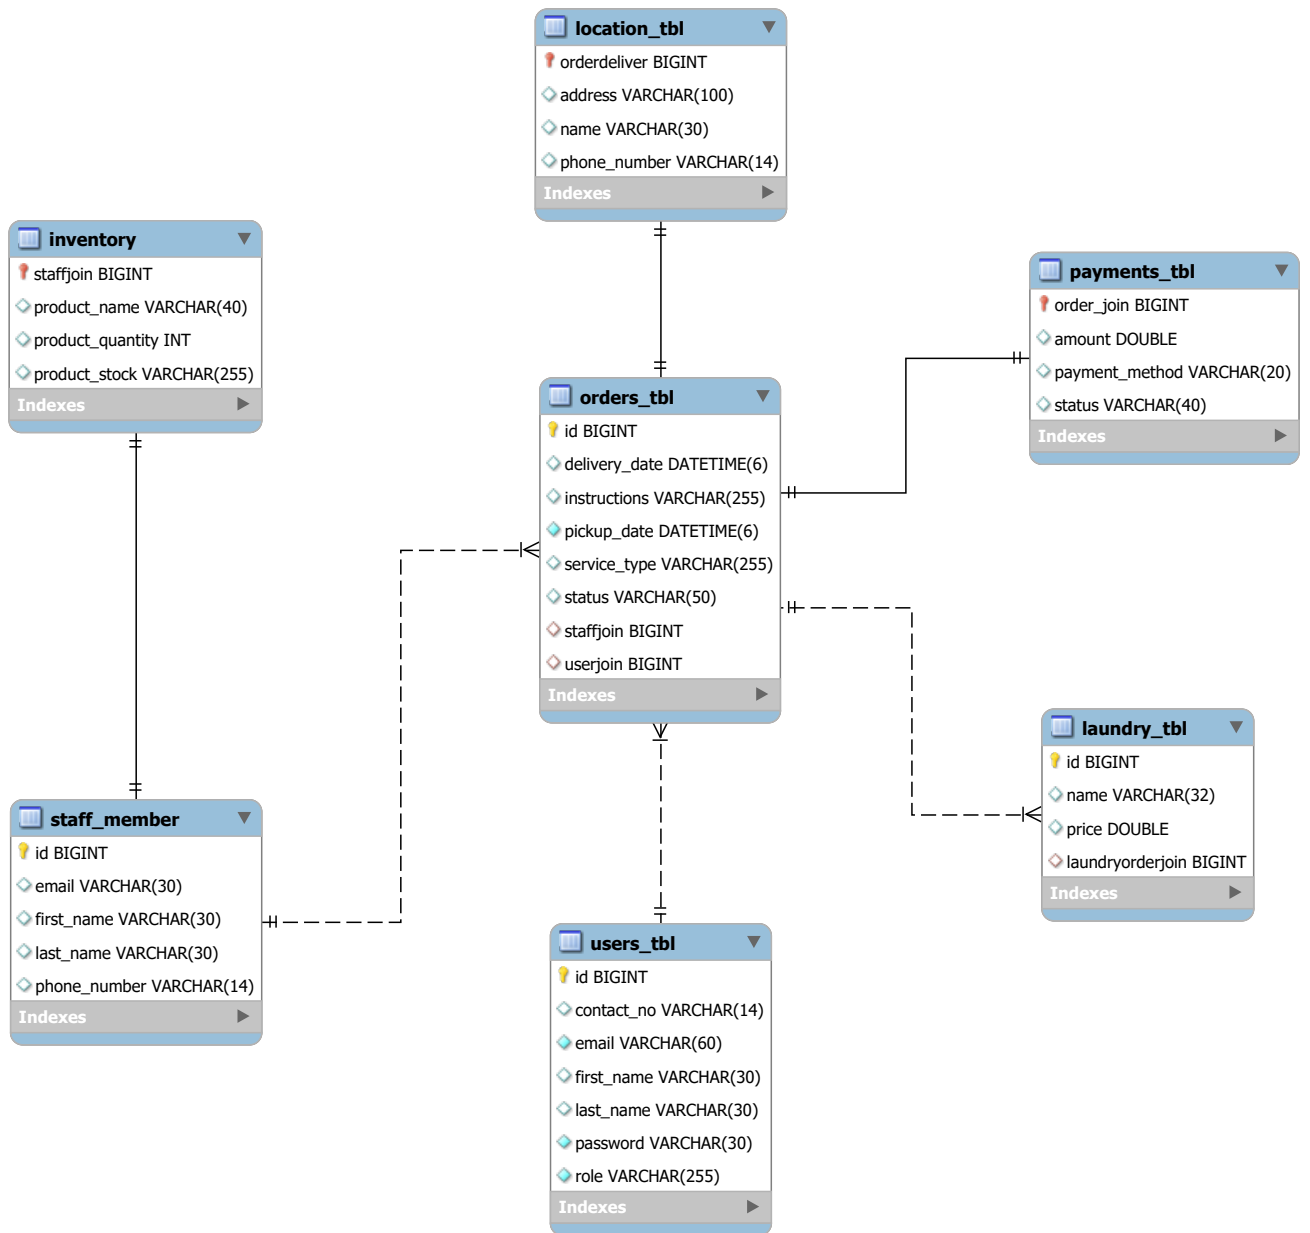 location_tbl
orderdeliver BIGINT
address VARCHAR(100)
name VARCHAR(30)
phone_number VARCHAR(14)
Indexes
inventory
staffjoin BIGINT
product_name VARCHAR(40)
product_quantity INT
product_stock VARCHAR(255)
Indexes
payments_tbl
order_join BIGINT
amount DOUBLE
payment_method VARCHAR(20)
status VARCHAR(40)
Indexes
orders_tbl
id BIGINT
delivery_date DATETIME(6)
instructions VARCHAR(255)
pickup_date DATETIME(6)
service_type VARCHAR(255)
status VARCHAR(50)
staffjoin BIGINT
userjoin BIGINT
Indexes
laundry_tbl
id BIGINT
name VARCHAR(32)
price DOUBLE
laundryorderjoin BIGINT
Indexes
staff_member
id BIGINT
email VARCHAR(30)
first_name VARCHAR(30)
last_name VARCHAR(30)
phone_number VARCHAR(14)
Indexes
users_tbl
id BIGINT
contact_no VARCHAR(14)
email VARCHAR(60)
first_name VARCHAR(30)
last_name VARCHAR(30)
password VARCHAR(30)
role VARCHAR(255)
Indexes